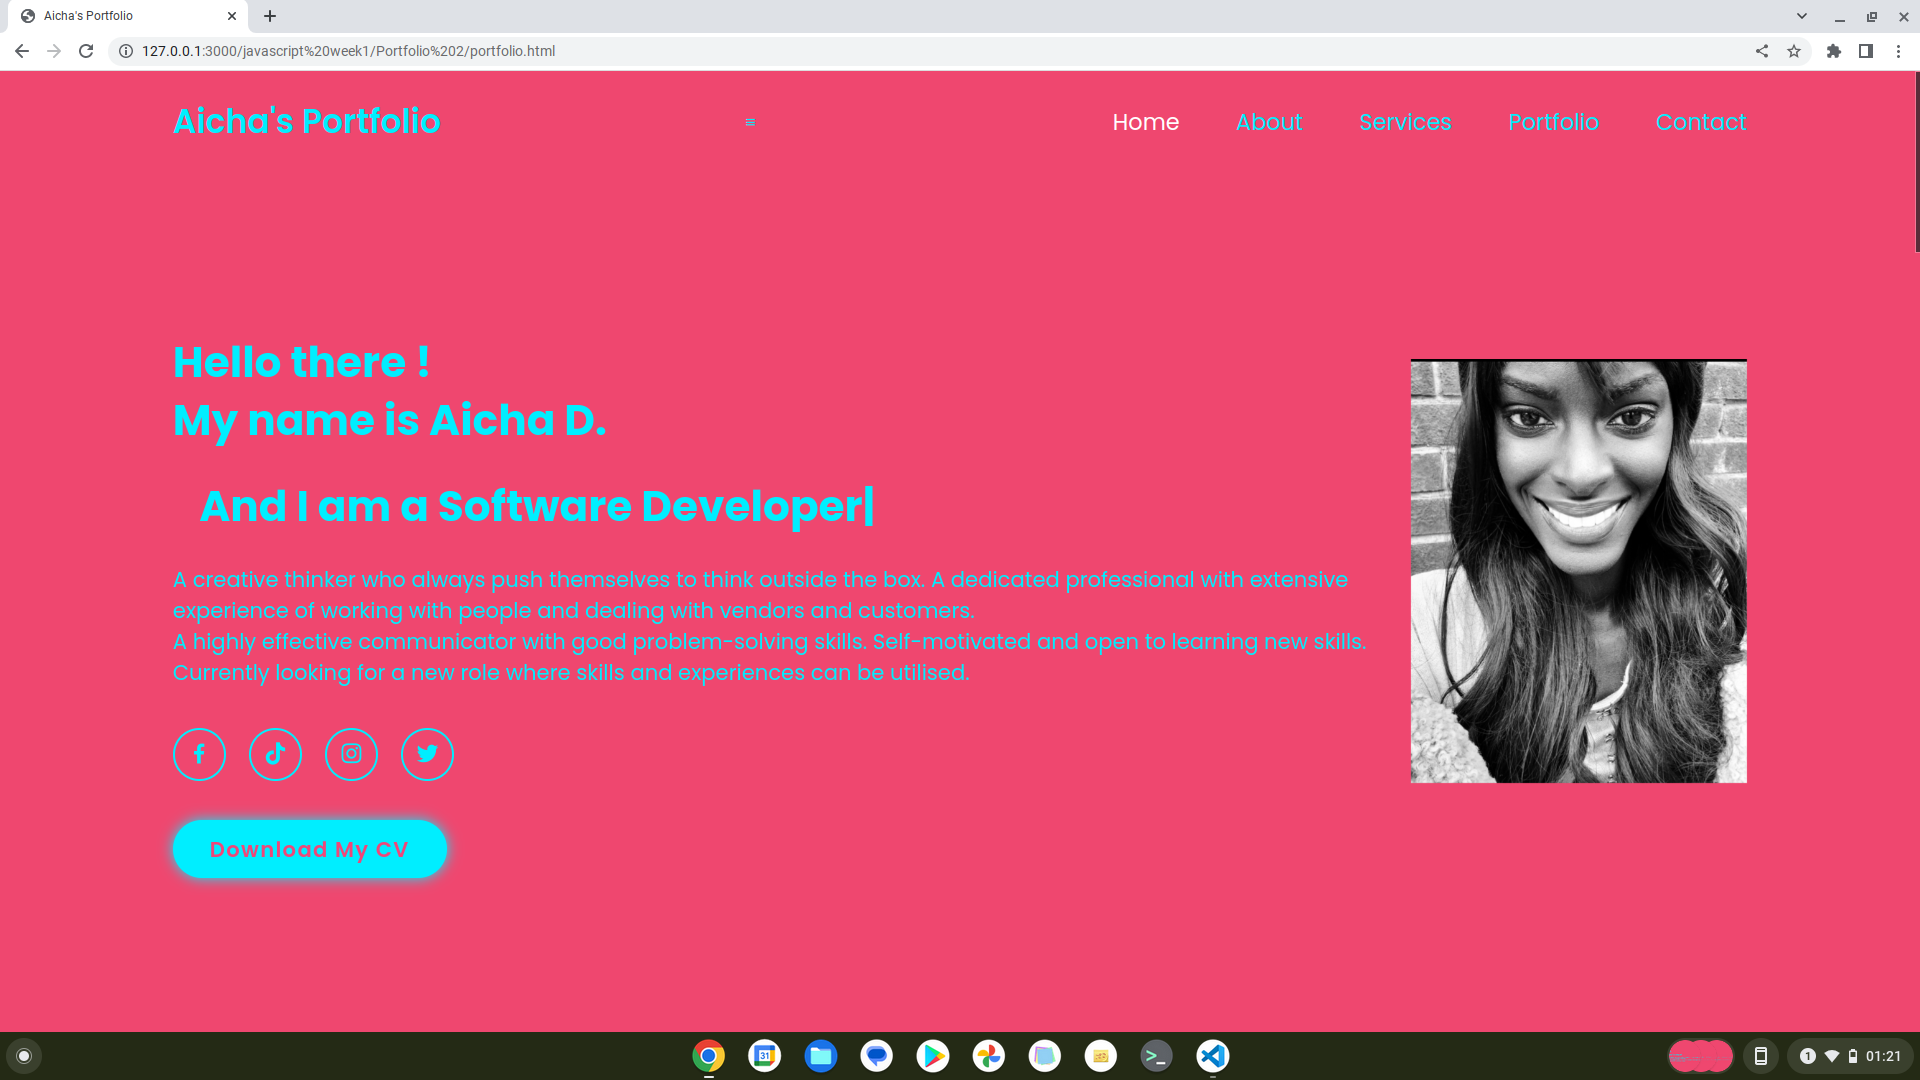 Aicha's Portfolio
127.0.0.1:3000/javascript%20week1/Portfolio%202/portfolio.html
Aicha's Portfolio
Home About Services Portfolio Contact
Hello there !
My name is Aicha D.
And I am a Software Developer|
A creative thinker who always push themselves to think outside the box. A dedicated professional with extensive
experience of working with people and dealing with vendors and customers.
A highly effective communicator with good problem-solving skills. Self-motivated and open to learning new skills.
Currently looking for a new role where skills and experiences can be utilised.
Download My CV
31
1 01:21